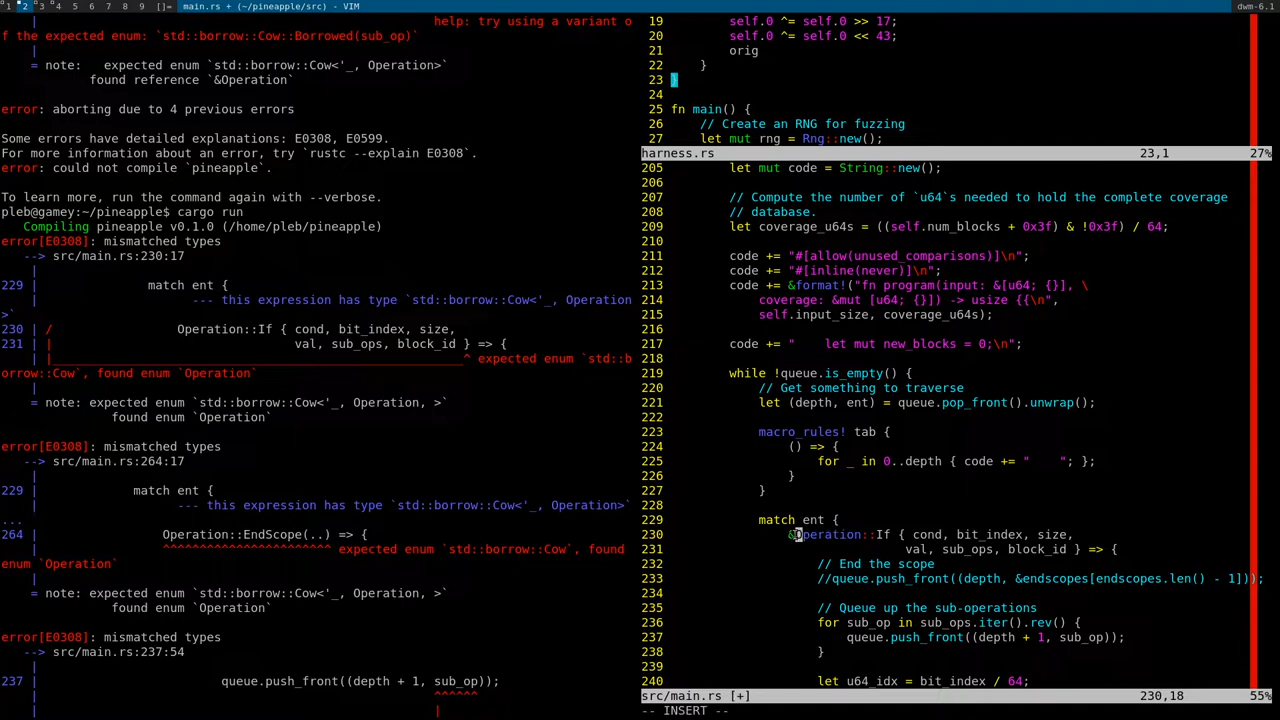 1 2 3 4 5 6 7 8 9 []= main.rs + (~/pineapple/src) - VIM dwm-6.1
help: try using a variant o
f the expected enum: `std::borrow::Cow::Borrowed(sub_op)`
|
= note:   expected enum `std::borrow::Cow<'_, Operation>`
found reference `&Operation`
error: aborting due to 4 previous errors
Some errors have detailed explanations: E0308, E0599.
For more information about an error, try `rustc --explain E0308`.
error: could not compile `pineapple`.
To learn more, run the command again with --verbose.
pleb@gamey:~/pineapple$ cargo run
Compiling pineapple v0.1.0 (/home/pleb/pineapple)
error[E0308]: mismatched types
--> src/main.rs:230:17
|
229 | match ent {
| --- this expression has type `std::borrow::Cow<'_, Operation
>`
230 | / Operation::If { cond, bit_index, size,
231 | | val, sub_ops, block_id } => {
| |_________________________________________________________^ expected enum `std::b
orrow::Cow`, found enum `Operation`
|
= note: expected enum `std::borrow::Cow<'_, Operation, >`
found enum `Operation`
error[E0308]: mismatched types
--> src/main.rs:264:17
|
229 | match ent {
| --- this expression has type `std::borrow::Cow<'_, Operation>`
...
264 | Operation::EndScope(..) => {
| ^^^^^^^^^^^^^^^^^^^^^^^ expected enum `std::borrow::Cow`, found
enum `Operation`
|
= note: expected enum `std::borrow::Cow<'_, Operation, >`
found enum `Operation`
error[E0308]: mismatched types
--> src/main.rs:237:54
|
237 | queue.push_front((depth + 1, sub_op));
| ^^^^^^
| |
19 self.0 ^= self.0 >> 17;
20 self.0 ^= self.0 << 43;
21 orig
22 }
23 }
24
25 fn main() {
26 // Create an RNG for fuzzing
27 let mut rng = Rng::new();
harness.rs 23,1 27%
205 let mut code = String::new();
206
207 // Compute the number of `u64`s needed to hold the complete coverage
208 // database.
209 let coverage_u64s = ((self.num_blocks + 0x3f) & !0x3f) / 64;
210
211 code += "#[allow(unused_comparisons)]\n";
212 code += "#[inline(never)]\n";
213 code += &format!("fn program(input: &[u64; {}], \
214 coverage: &mut [u64; {}]) -> usize {{\n",
215 self.input_size, coverage_u64s);
216
217 code += "    let mut new_blocks = 0;\n";
218
219 while !queue.is_empty() {
220 // Get something to traverse
221 let (depth, ent) = queue.pop_front().unwrap();
222
223 macro_rules! tab {
224 () => {
225 for _ in 0..depth { code += "    "; };
226 }
227 }
228
229 match ent {
230 &Operation::If { cond, bit_index, size,
231 val, sub_ops, block_id } => {
232 // End the scope
233 //queue.push_front((depth, &endscopes[endscopes.len() - 1]));
234
235 // Queue up the sub-operations
236 for sub_op in sub_ops.iter().rev() {
237 queue.push_front((depth + 1, sub_op));
238 }
239
240 let u64_idx = bit_index / 64;
src/main.rs [+] 230,18 55%
-- INSERT --